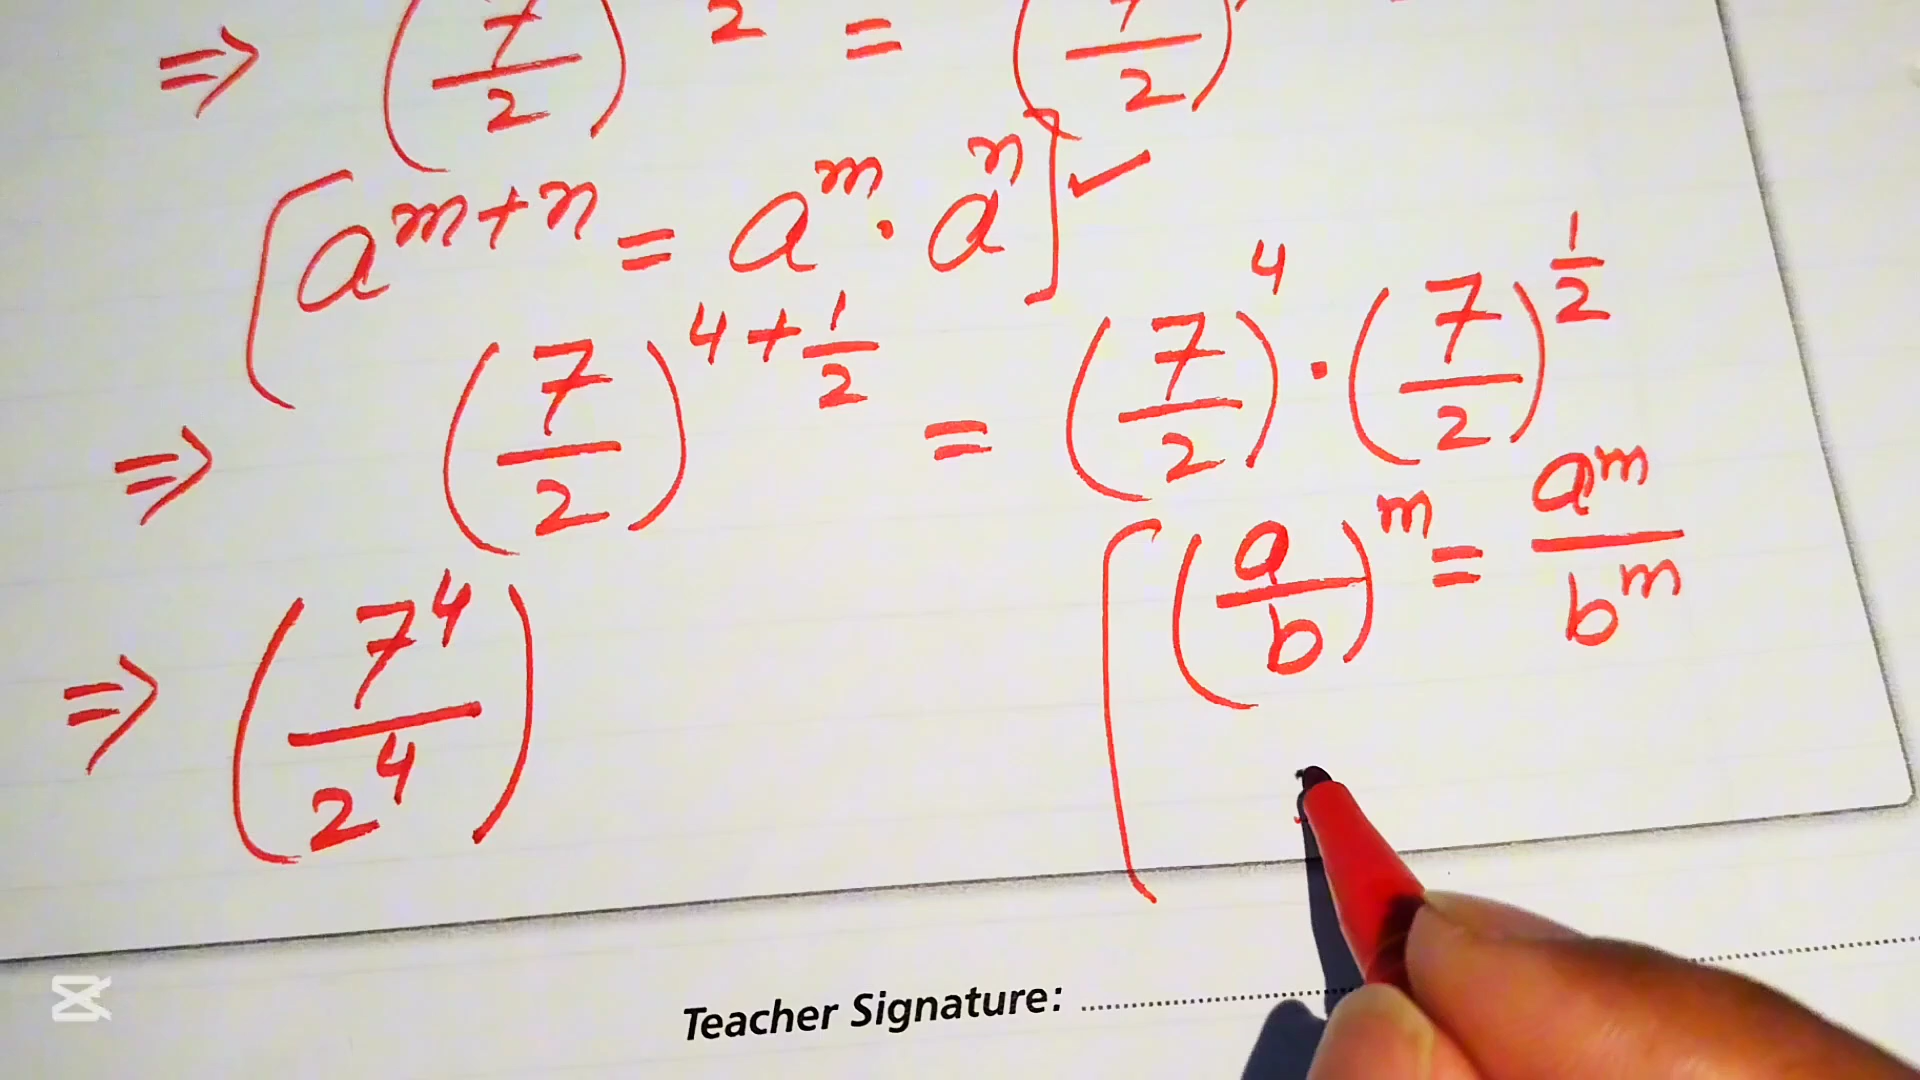 ⇒ (7/2) 2 = (7/2)
[a^{m+n} = a^m · a^n] ✓
⇒ (7/2)^{4+1/2} = (7/2)^4 · (7/2)^{1/2}
[(a/b)^m = a^m/b^m
⇒ (7^4/2^4)
Teacher Signature: